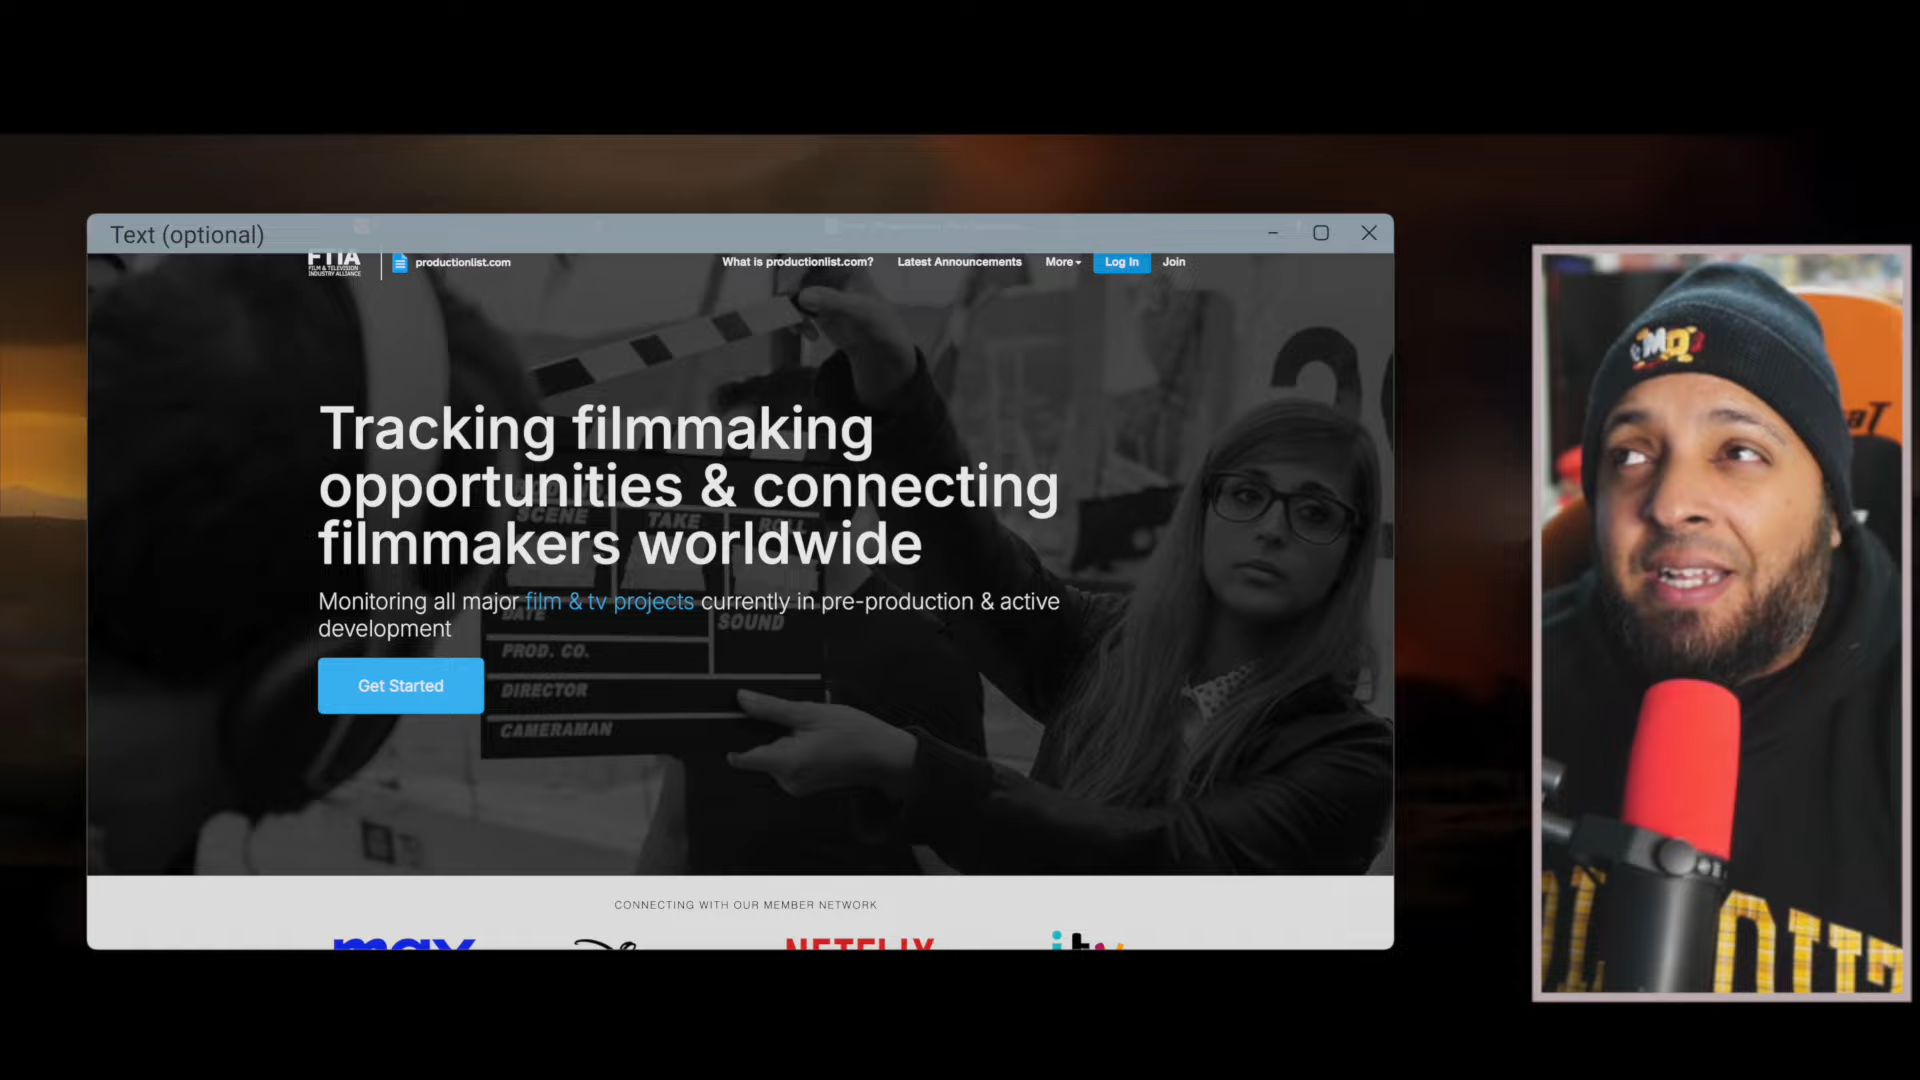 Text (optional)
FTIA
FILM & TELEVISION
INDUSTRY ALLIANCE
productionlist.com
What is productionlist.com? Latest Announcements More Log In Join
Tracking filmmaking
opportunities & connecting
filmmakers worldwide
Monitoring all major film & tv projects currently in pre-production & active
development
Get Started
SCENE TAKE ROLL
DATE SOUND
PROD. CO.
DIRECTOR
CAMERAMAN
CONNECTING WITH OUR MEMBER NETWORK
max NETFLIX itv